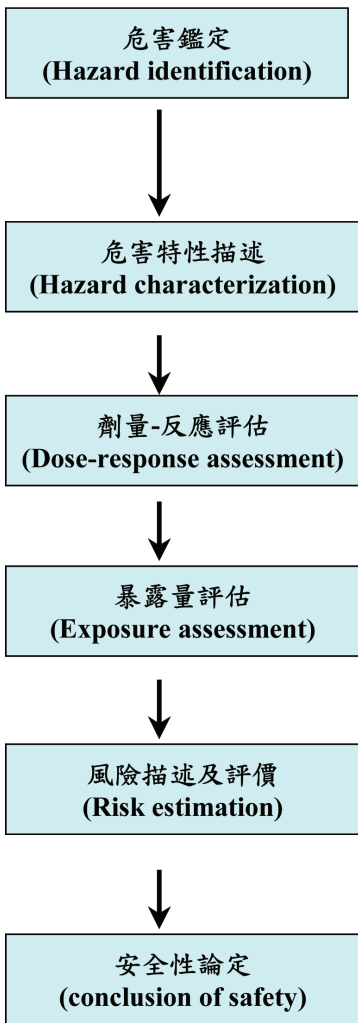 危害鑑定
(Hazard identification)
危害特性描述
(Hazard characterization)
劑量-反應評估
(Dose-response assessment)
暴露量評估
(Exposure assessment)
風險描述及評價
(Risk estimation)
安全性論定
(conclusion of safety)